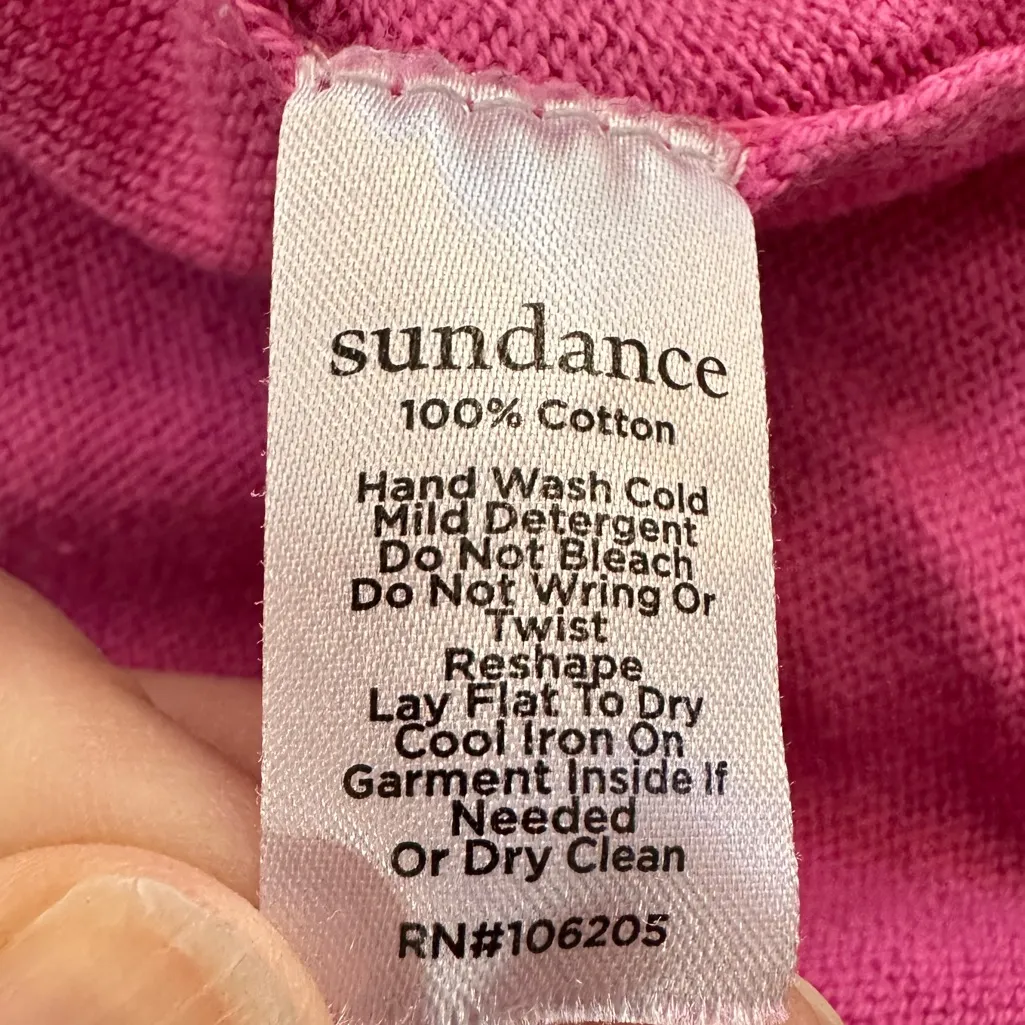 sundance
100% Cotton
Hand Wash Cold
Mild Detergent
Do Not Bleach
Do Not Wring Or
Twist
Reshape
Lay Flat To Dry
Cool Iron On
Garment Inside If
Needed
Or Dry Clean
RN#106205